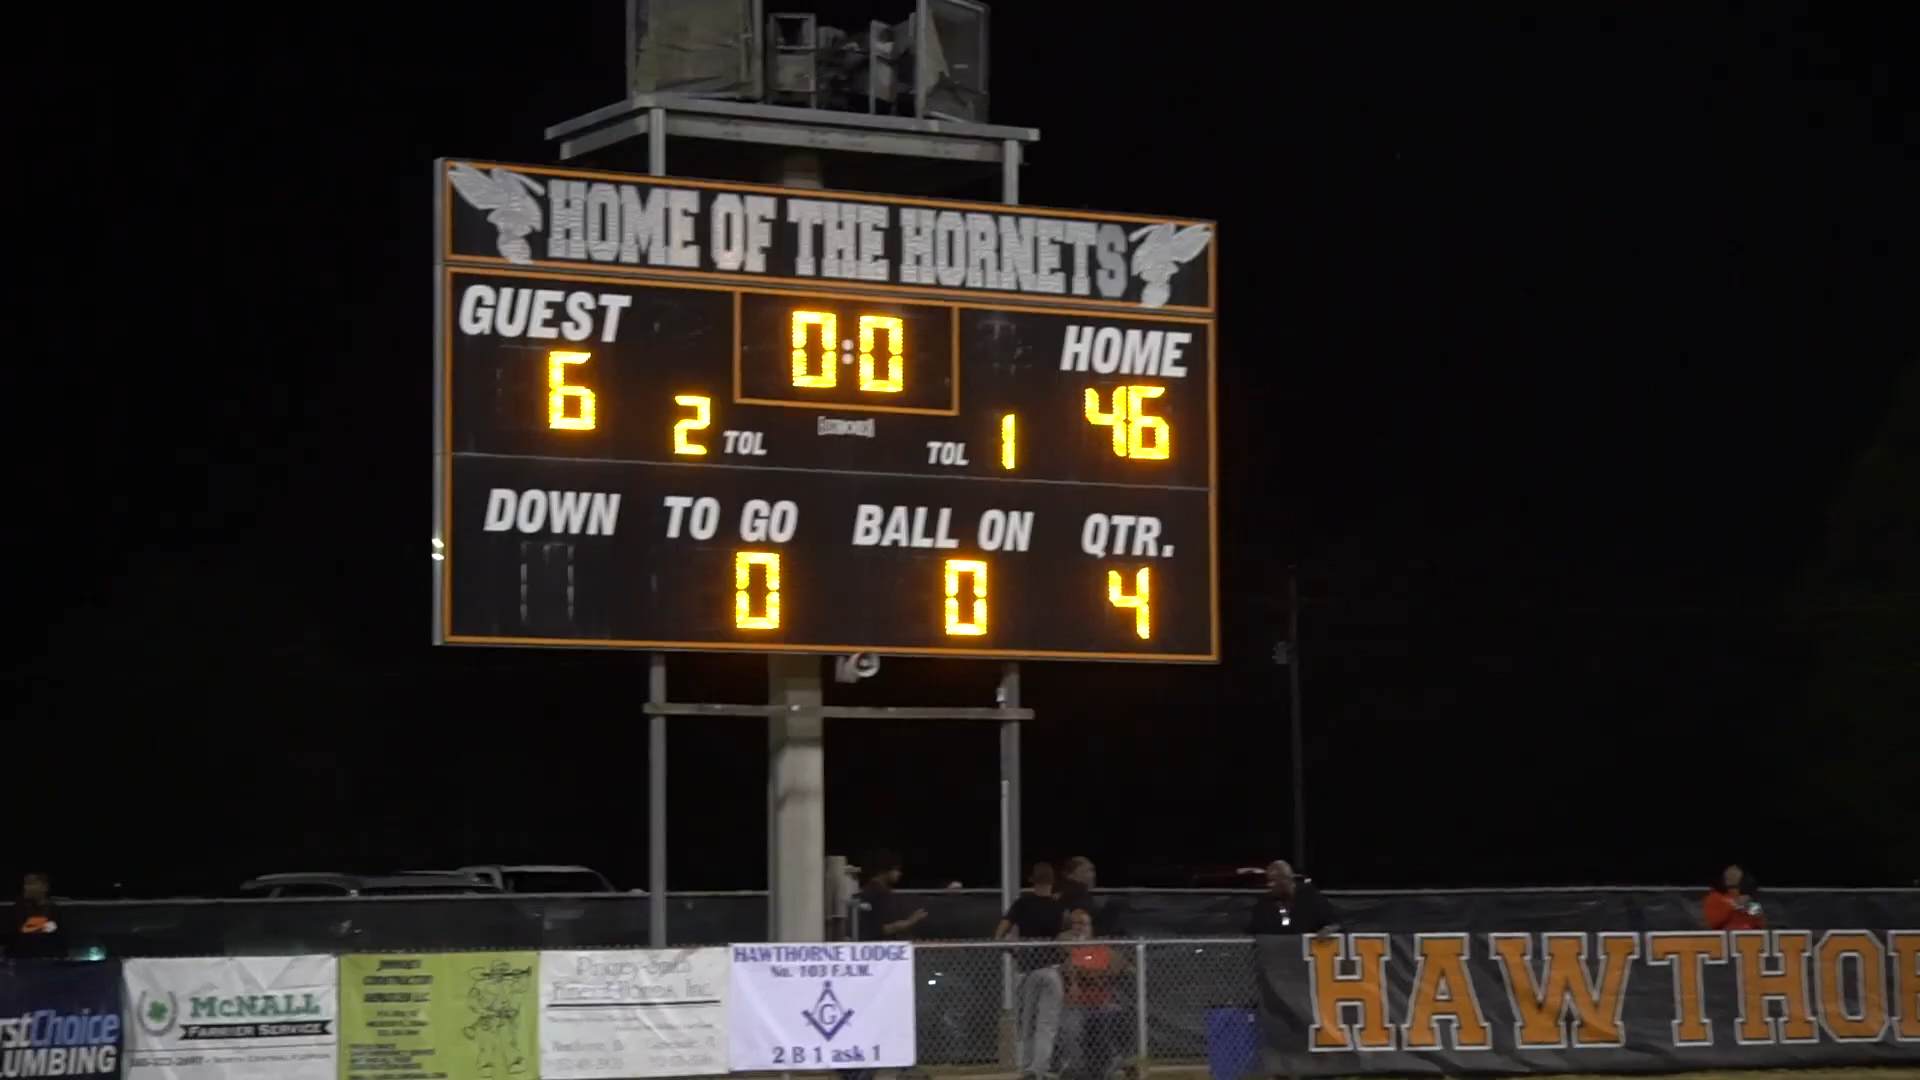 HOME OF THE HORNETS
GUEST
0:0
HOME
6
46
2 TOL
TOL 1
DOWN TO GO BALL ON QTR.
0 0 4
HAWTHORNE LODGE
No. 103 F.A.M.
G
2 B 1 ask 1
McNALL
FARRIER SERVICE
rstChoice
UMBING
HAWTHOR